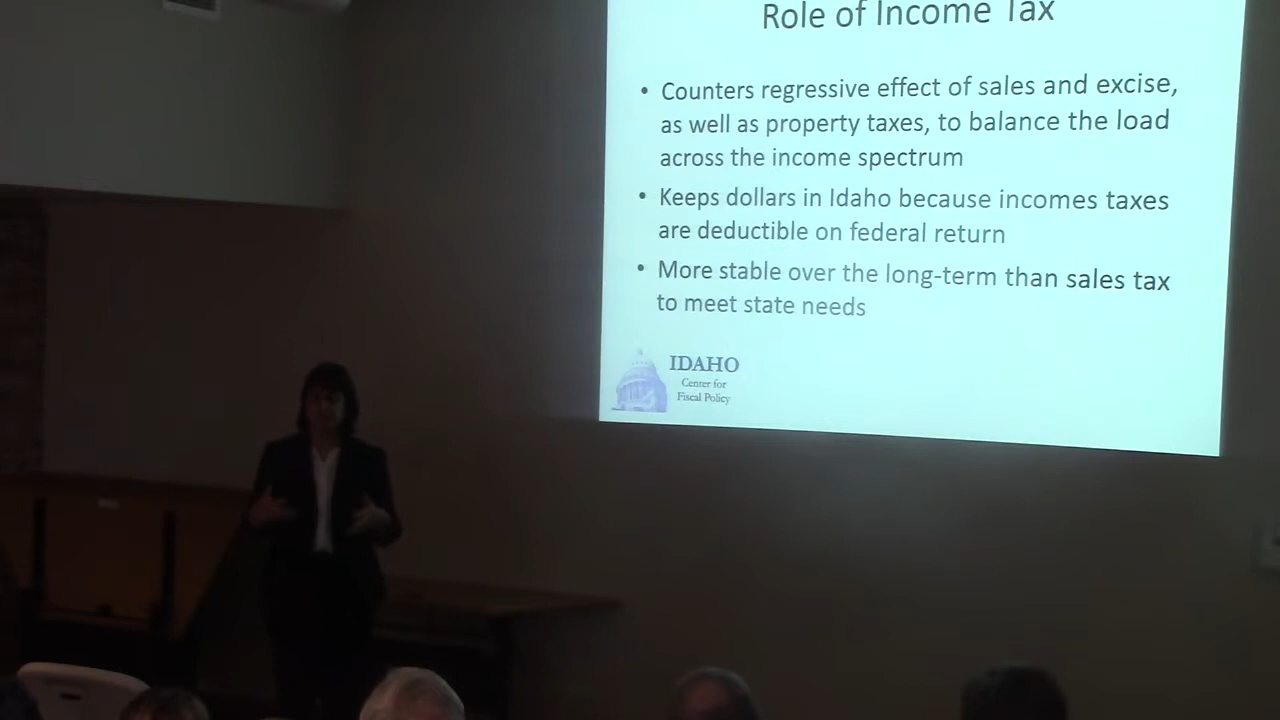 Role of Income Tax
• Counters regressive effect of sales and excise,
as well as property taxes, to balance the load
across the income spectrum
• Keeps dollars in Idaho because incomes taxes
are deductible on federal return
• More stable over the long-term than sales tax
to meet state needs
IDAHO
Center for
Fiscal Policy